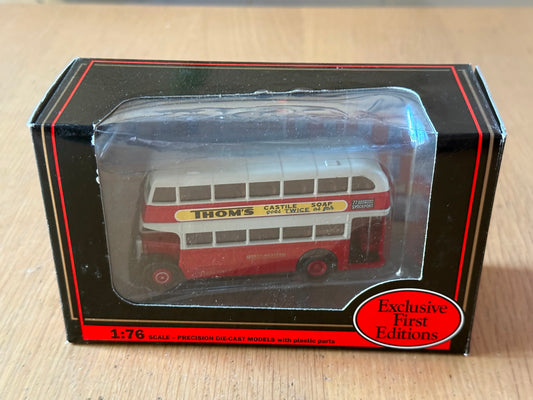 THOM'S CASTILE SOAP
GOES TWICE as far
STOCKPORT
Exclusive
First
Editions
1:76 SCALE - PRECISION DIE-CAST MODELS with plastic parts